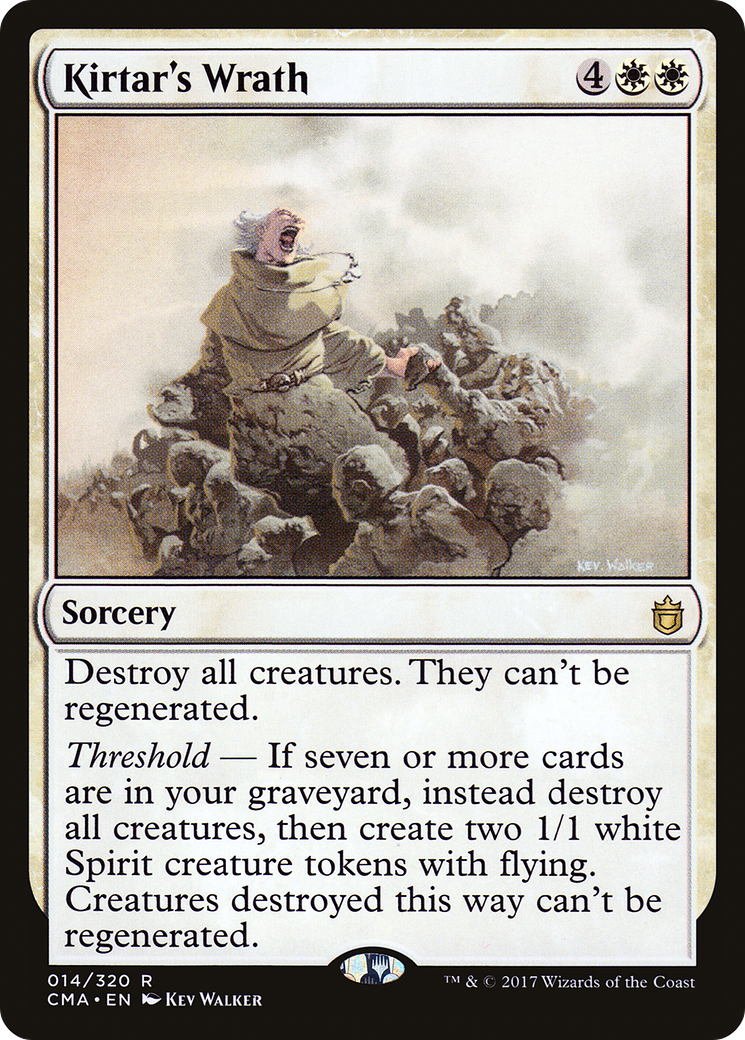 Kirtar's Wrath 4
KEV. WALKER
Sorcery
Destroy all creatures. They can't be
regenerated.
Threshold — If seven or more cards
are in your graveyard, instead destroy
all creatures, then create two 1/1 white
Spirit creature tokens with flying.
Creatures destroyed this way can't be
regenerated.
014/320 R
CMA • EN Kev Walker
™ & © 2017 Wizards of the Coast